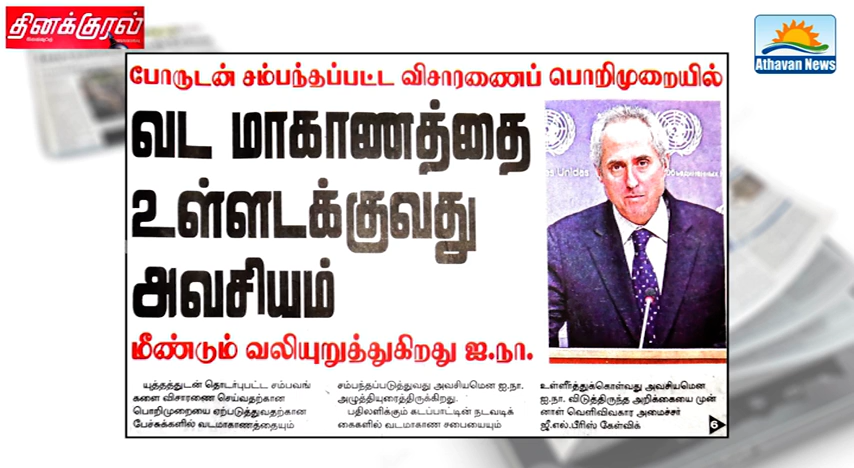 தினக்குரல்
Athavan News
போருடன் சம்பந்தப்பட்ட விசாரணைப் பொறிமுறையில்
வட மாகாணத்தை
உள்ளடக்குவது
அவசியம்
மீண்டும் வலியுறுத்துகிறது ஐ.நா.
யுத்தத்துடன் தொடர்புபட்ட சம்பவங்
களை விசாரணை செய்வதற்கான
பொறிமுறையை ஏற்படுத்துவதற்கான
பேச்சுக்களில் வடமாகாணத்தையும்
சம்பந்தப்படுத்துவது அவசியமென ஐ.நா.
அழுத்தியுரைத்திருக்கிறது.
பதிலளிக்கும் கடப்பாட்டின் நடவடிக்
கைகளில் வடமாகாண சபையையும்
உள்ளீர்த்துக்கொள்வது அவசியமென
ஐ.நா. விடுத்திருந்த அறிக்கையை முன்
னாள் வெளிவிவகார அமைச்சர்
ஜீ.எல்.பீரிஸ் கேள்விக்
6